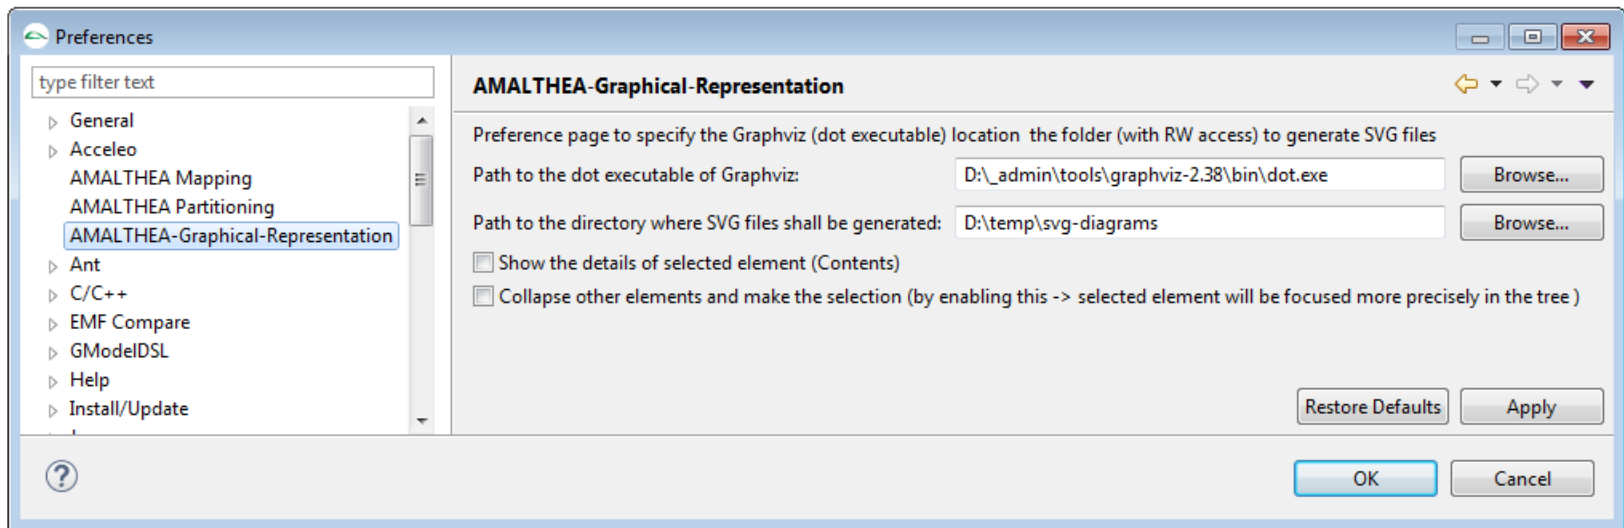 Preferences
type filter text
General
Acceleo
AMALTHEA Mapping
AMALTHEA Partitioning
AMALTHEA-Graphical-Representation
Ant
C/C++
EMF Compare
GModelDSL
Help
Install/Update
AMALTHEA-Graphical-Representation
Preference page to specify the Graphviz (dot executable) location  the folder (with RW access) to generate SVG files
Path to the dot executable of Graphviz: D:\_admin\tools\graphviz-2.38\bin\dot.exe Browse...
Path to the directory where SVG files shall be generated: D:\temp\svg-diagrams Browse...
Show the details of selected element (Contents)
Collapse other elements and make the selection (by enabling this -> selected element will be focused more precisely in the tree )
Restore Defaults Apply
? OK Cancel